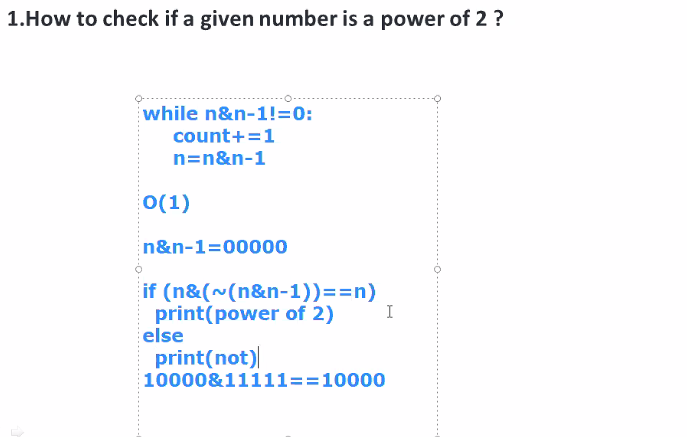 1.How to check if a given number is a power of 2 ?
while n&n-1!=0:
count+=1
n=n&n-1
O(1)
n&n-1=00000
if (n&(~(n&n-1))==n)
print(power of 2)
else
print(not)
10000&11111==10000